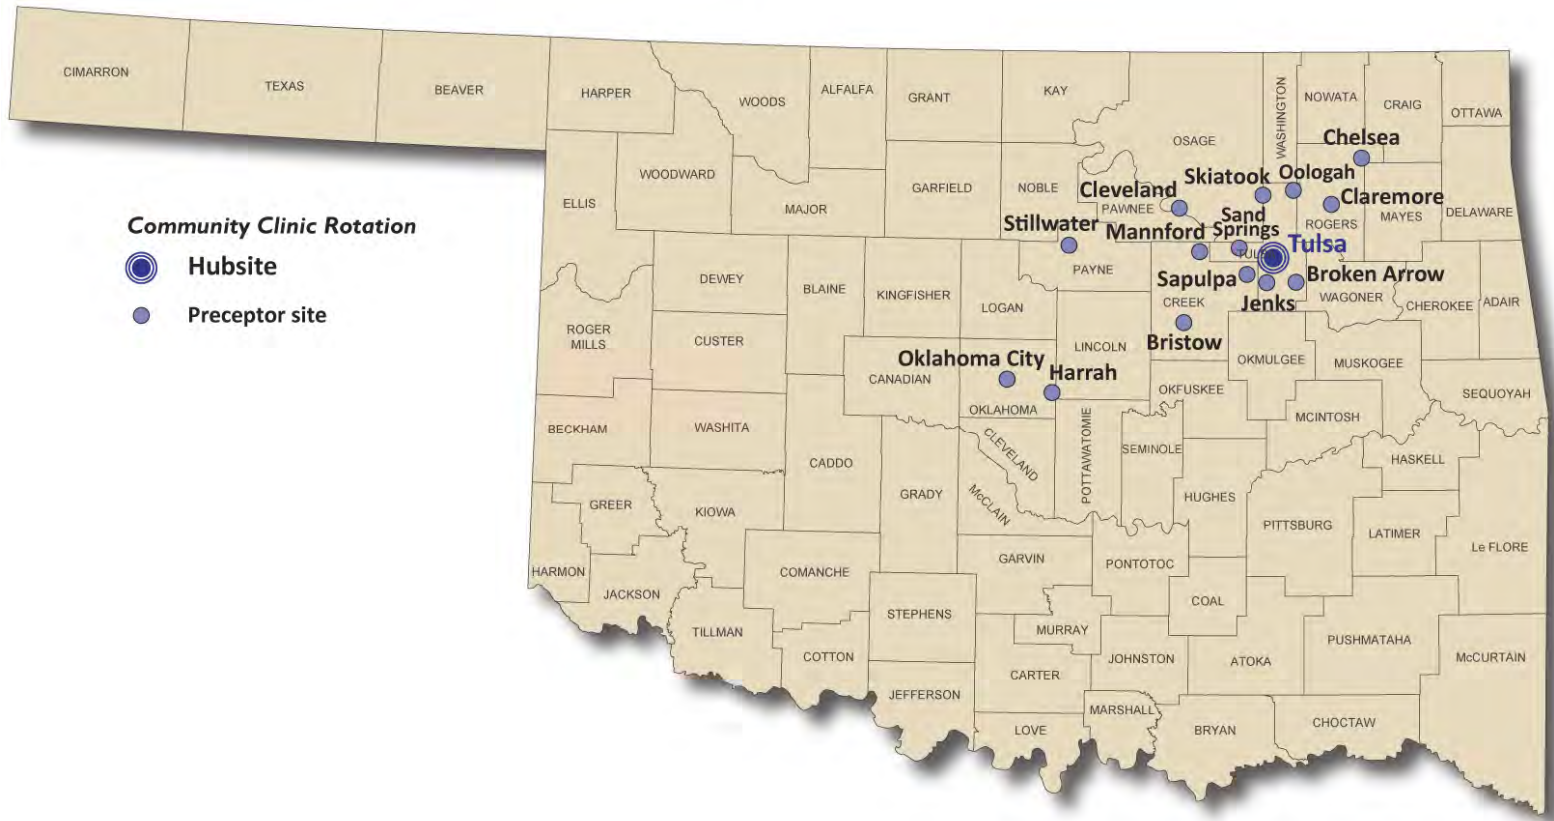 CIMARRON
TEXAS
BEAVER
HARPER
WOODS
ALFALFA
GRANT
KAY
OSAGE
WASHINGTON
NOWATA
CRAIG
OTTAWA
Chelsea
ELLIS
WOODWARD
MAJOR
GARFIELD
NOBLE
Cleveland
PAWNEE
Skiatook
Oologah
Claremore
ROGERS
MAYES
DELAWARE
Community Clinic Rotation
Hubsite
Preceptor site
Stillwater
Mannford
Sand
Springs
TULSA
Tulsa
PAYNE
Sapulpa
Jenks
Broken Arrow
WAGONER
CHEROKEE
ADAIR
CREEK
Bristow
DEWEY
BLAINE
KINGFISHER
LOGAN
LINCOLN
ROGER
MILLS
CUSTER
CANADIAN
Oklahoma City
Harrah
OKLAHOMA
OKMULGEE
MUSKOGEE
OKFUSKEE
SEQUOYAH
MCINTOSH
BECKHAM
WASHITA
CADDO
GRADY
CLEVELAND
McCLAIN
POTTAWATOMIE
SEMINOLE
HUGHES
HASKELL
GREER
KIOWA
PITTSBURG
LATIMER
Le FLORE
HARMON
JACKSON
COMANCHE
GARVIN
PONTOTOC
COAL
TILLMAN
STEPHENS
MURRAY
PUSHMATAHA
McCURTAIN
COTTON
CARTER
JOHNSTON
ATOKA
JEFFERSON
LOVE
MARSHALL
BRYAN
CHOCTAW